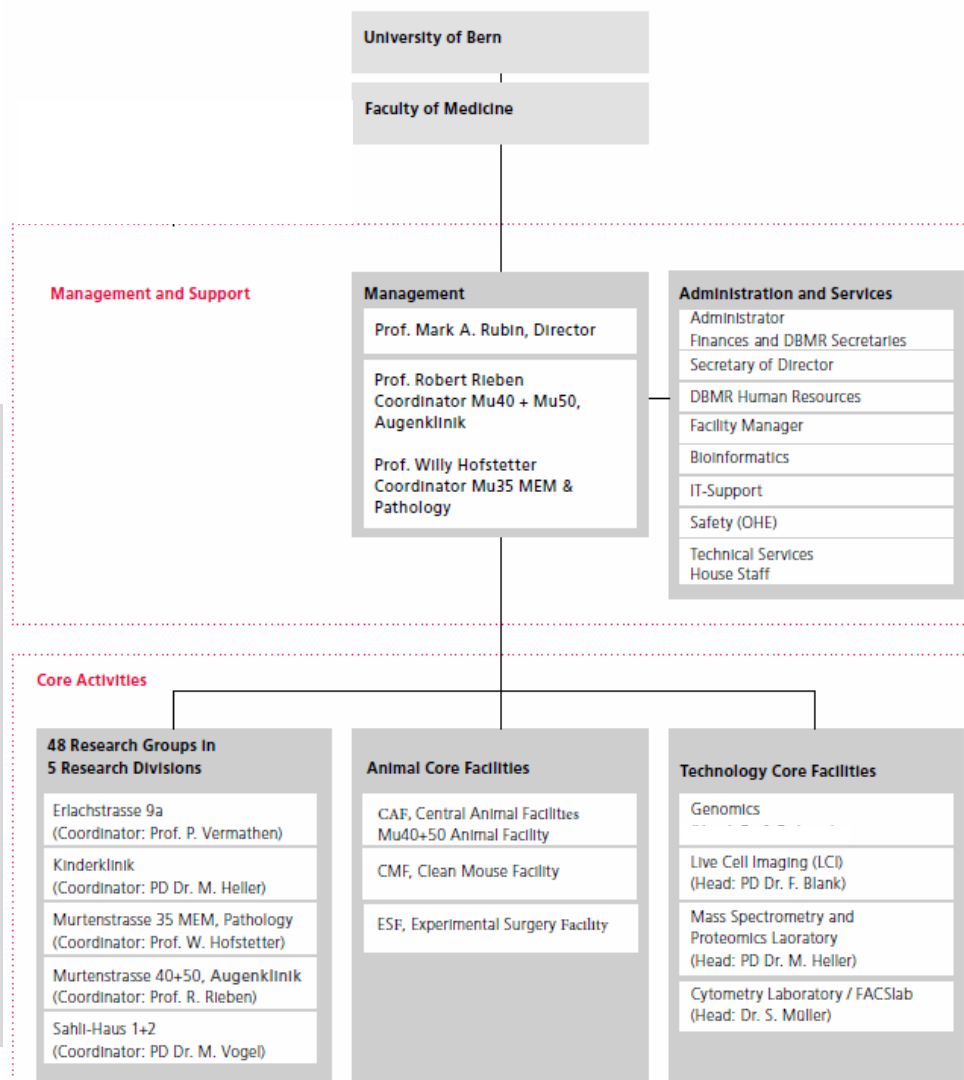 University of Bern
Faculty of Medicine
Management and Support
Management
Prof. Mark A. Rubin, Director
Prof. Robert Rieben
Coordinator Mu40 + Mu50,
Augenklinik
Prof. Willy Hofstetter
Coordinator Mu35 MEM &
Pathology
Administration and Services
Administrator
Finances and DBMR Secretaries
Secretary of Director
DBMR Human Resources
Facility Manager
Bioinformatics
IT-Support
Safety (OHE)
Technical Services
House Staff
Core Activities
48 Research Groups in
5 Research Divisions
Erlachstrasse 9a
(Coordinator: Prof. P. Vermathen)
Kinderklinik
(Coordinator: PD Dr. M. Heller)
Murtenstrasse 35 MEM, Pathology
(Coordinator: Prof. W. Hofstetter)
Murtenstrasse 40+50, Augenklinik
(Coordinator: Prof. R. Rieben)
Sahli-Haus 1+2
(Coordinator: PD Dr. M. Vogel)
Animal Core Facilities
CAF, Central Animal Facilities
Mu40+50 Animal Facility
CMF, Clean Mouse Facility
ESF, Experimental Surgery Facility
Technology Core Facilities
Genomics
Live Cell Imaging (LCI)
(Head: PD Dr. F. Blank)
Mass Spectrometry and
Proteomics Laoratory
(Head: PD Dr. M. Heller)
Cytometry Laboratory / FACSlab
(Head: Dr. S. Müller)